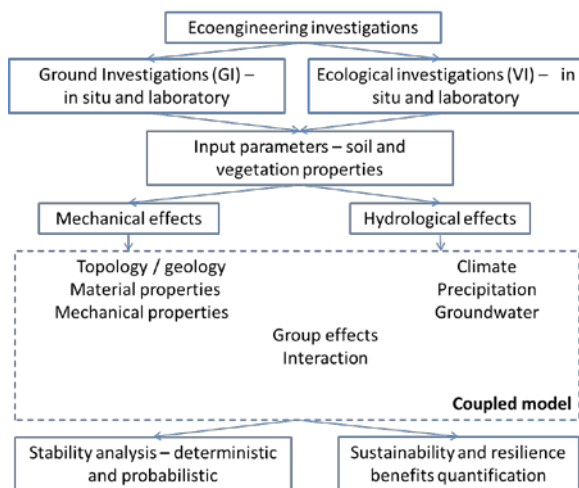 Ecoengineering investigations
Ground Investigations (GI) –
in situ and laboratory
Ecological investigations (VI) – in
situ and laboratory
Input parameters – soil and
vegetation properties
Mechanical effects
Hydrological effects
Topology / geology
Material properties
Mechanical properties
Climate
Precipitation
Groundwater
Group effects
Interaction
Coupled model
Stability analysis – deterministic
and probabilistic
Sustainability and resilience
benefits quantification